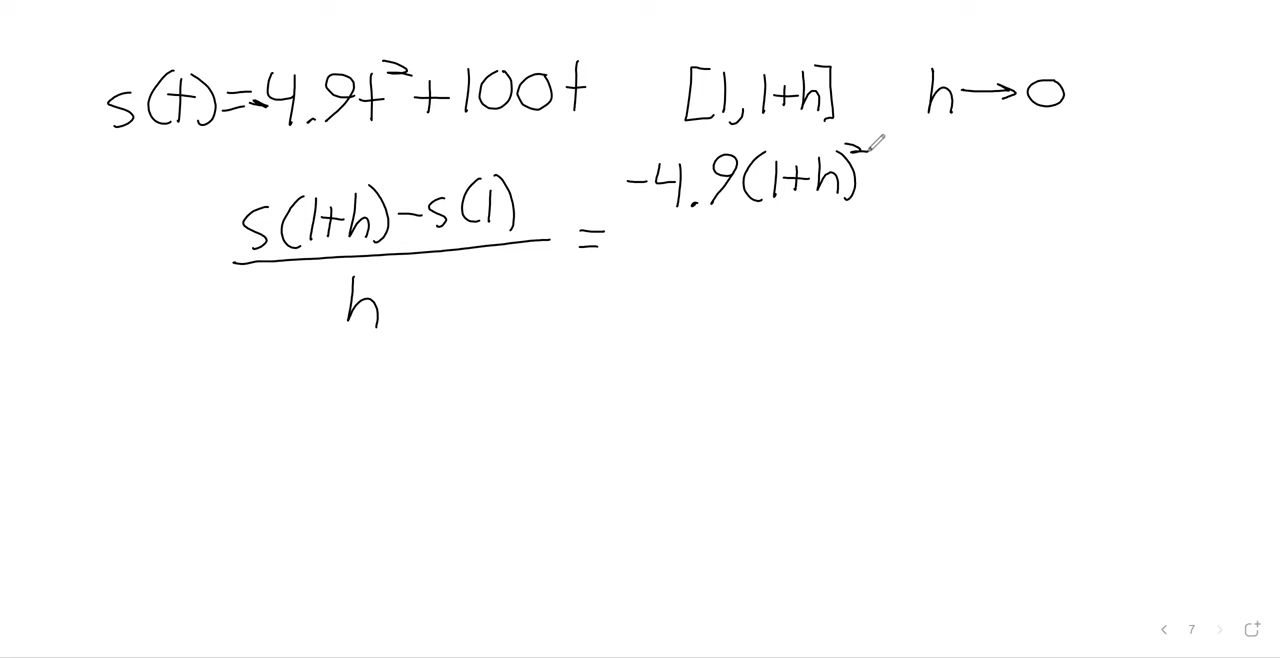 s(t)=-4.9t²+100t [1, 1+h] h→0
-4.9(1+h)²
s(1+h)-s(1)
=
h
7